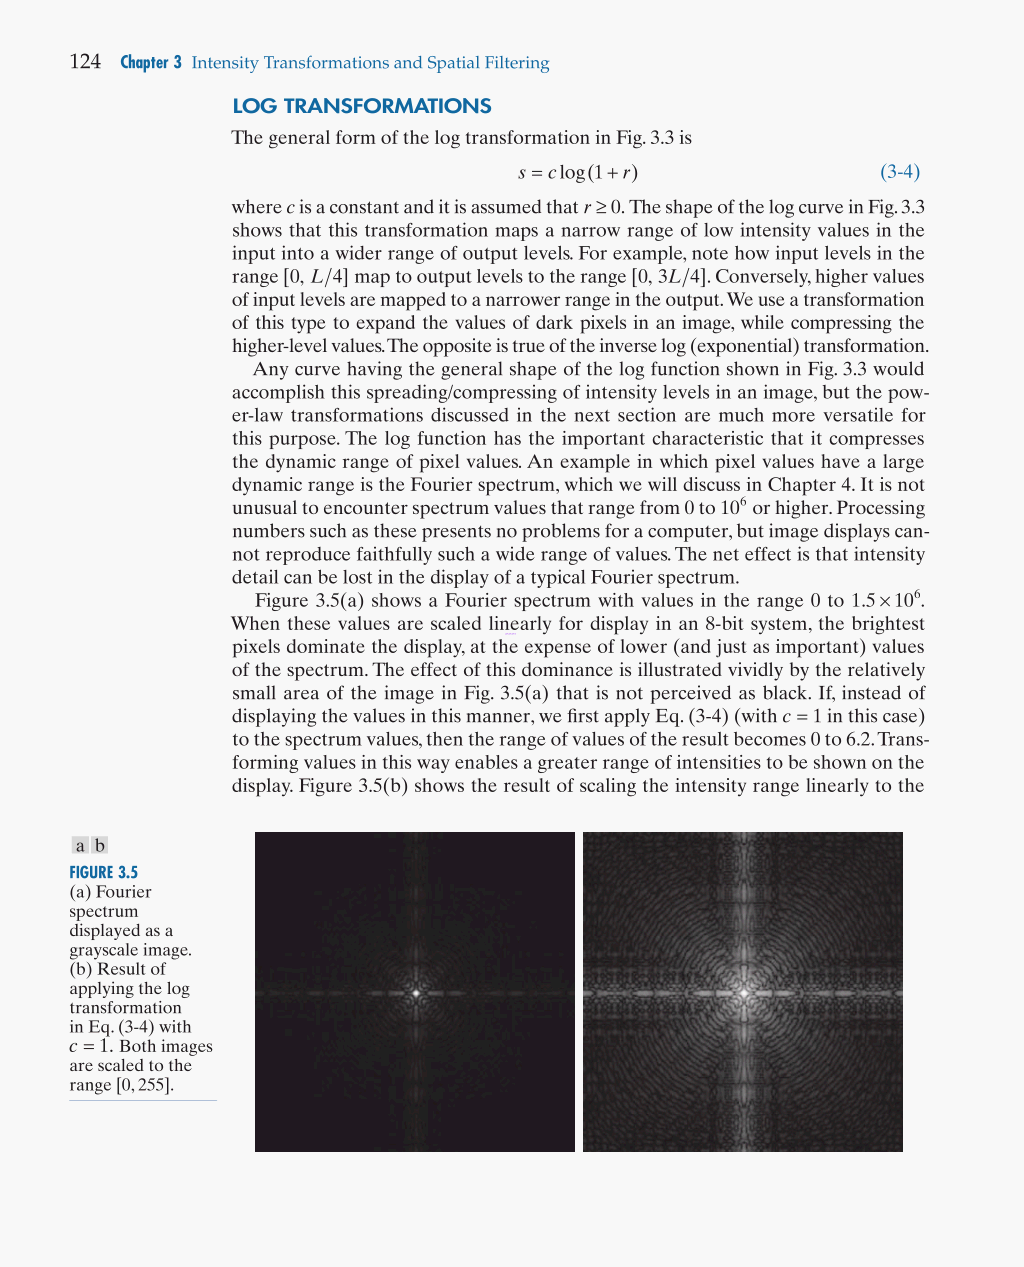 124 Chapter 3 Intensity Transformations and Spatial Filtering
LOG TRANSFORMATIONS
The general form of the log transformation in Fig. 3.3 is
s = c log(1 + r) (3-4)
where c is a constant and it is assumed that r ≥ 0. The shape of the log curve in Fig. 3.3
shows that this transformation maps a narrow range of low intensity values in the
input into a wider range of output levels. For example, note how input levels in the
range [0, L/4] map to output levels to the range [0, 3L/4]. Conversely, higher values
of input levels are mapped to a narrower range in the output. We use a transformation
of this type to expand the values of dark pixels in an image, while compressing the
higher-level values. The opposite is true of the inverse log (exponential) transformation.
Any curve having the general shape of the log function shown in Fig. 3.3 would
accomplish this spreading/compressing of intensity levels in an image, but the pow-
er-law transformations discussed in the next section are much more versatile for
this purpose. The log function has the important characteristic that it compresses
the dynamic range of pixel values. An example in which pixel values have a large
dynamic range is the Fourier spectrum, which we will discuss in Chapter 4. It is not
unusual to encounter spectrum values that range from 0 to 10⁶ or higher. Processing
numbers such as these presents no problems for a computer, but image displays can-
not reproduce faithfully such a wide range of values. The net effect is that intensity
detail can be lost in the display of a typical Fourier spectrum.
Figure 3.5(a) shows a Fourier spectrum with values in the range 0 to 1.5 × 10⁶.
When these values are scaled linearly for display in an 8-bit system, the brightest
pixels dominate the display, at the expense of lower (and just as important) values
of the spectrum. The effect of this dominance is illustrated vividly by the relatively
small area of the image in Fig. 3.5(a) that is not perceived as black. If, instead of
displaying the values in this manner, we first apply Eq. (3-4) (with c = 1 in this case)
to the spectrum values, then the range of values of the result becomes 0 to 6.2. Trans-
forming values in this way enables a greater range of intensities to be shown on the
display. Figure 3.5(b) shows the result of scaling the intensity range linearly to the
a b
FIGURE 3.5
(a) Fourier
spectrum
displayed as a
grayscale image.
(b) Result of
applying the log
transformation
in Eq. (3-4) with
c = 1. Both images
are scaled to the
range [0, 255].